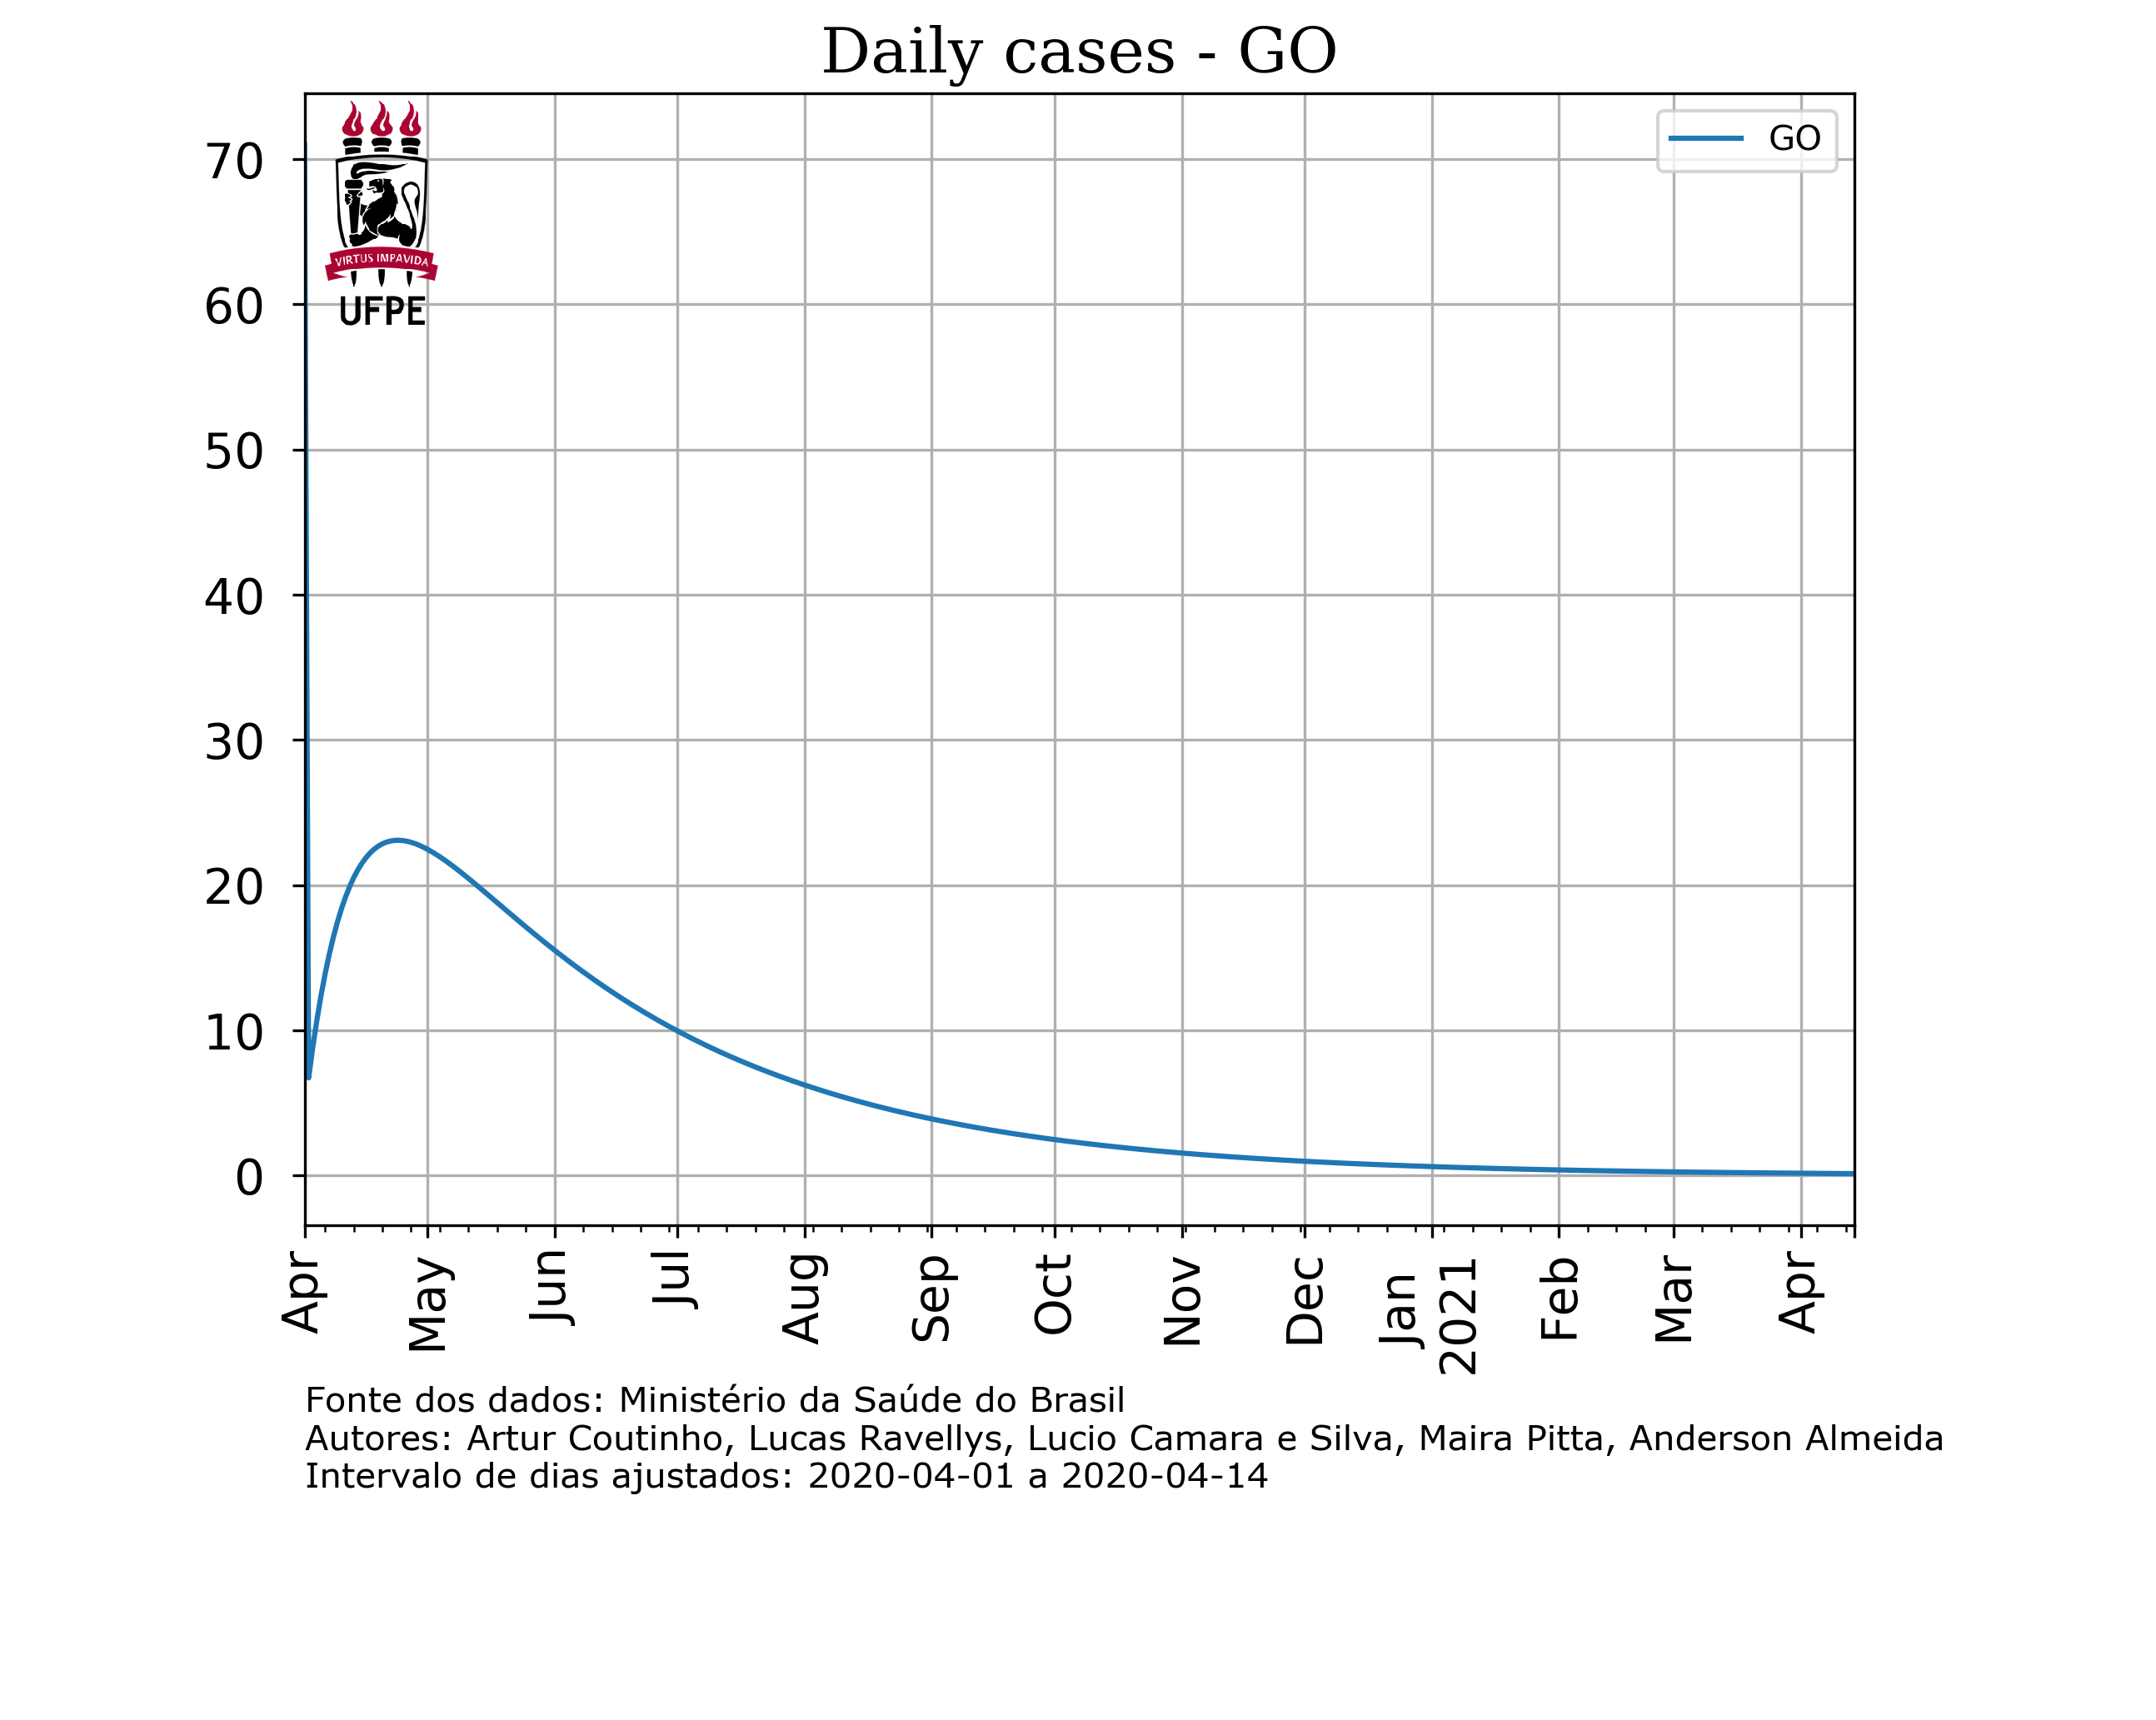 Daily cases - GO
GO
70
60
50
40
30
20
10
0
VIRTUS IMPAVIDA
UFPE
Apr
May
Jun
Jul
Aug
Sep
Oct
Nov
Dec
Jan
2021
Feb
Mar
Apr
Fonte dos dados: Ministério da Saúde do Brasil
Autores: Artur Coutinho, Lucas Ravellys, Lucio Camara e Silva, Maira Pitta, Anderson Almeida
Intervalo de dias ajustados: 2020-04-01 a 2020-04-14